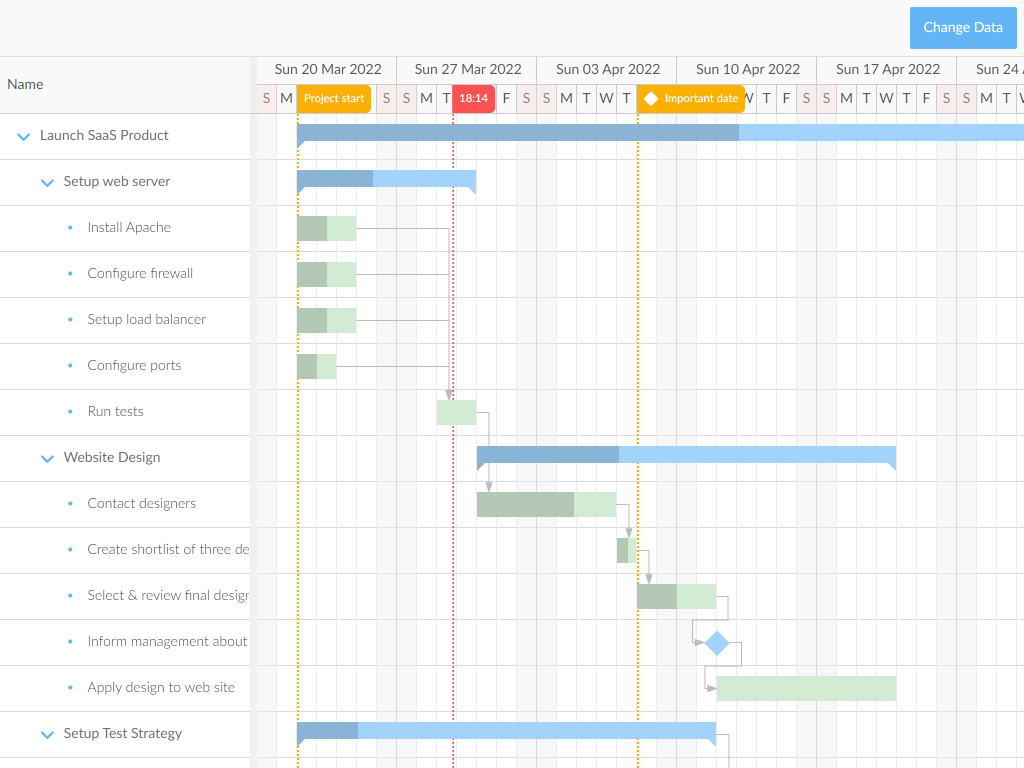 Change Data
Name
Sun 20 Mar 2022 Sun 27 Mar 2022 Sun 03 Apr 2022 Sun 10 Apr 2022 Sun 17 Apr 2022 Sun 24
S M Project start S S M T 18:14 F S S M T W T Important date W T F S S M T W T F S S M T
Launch SaaS Product
Setup web server
Install Apache
Configure firewall
Setup load balancer
Configure ports
Run tests
Website Design
Contact designers
Create shortlist of three de
Select & review final design
Inform management about
Apply design to web site
Setup Test Strategy